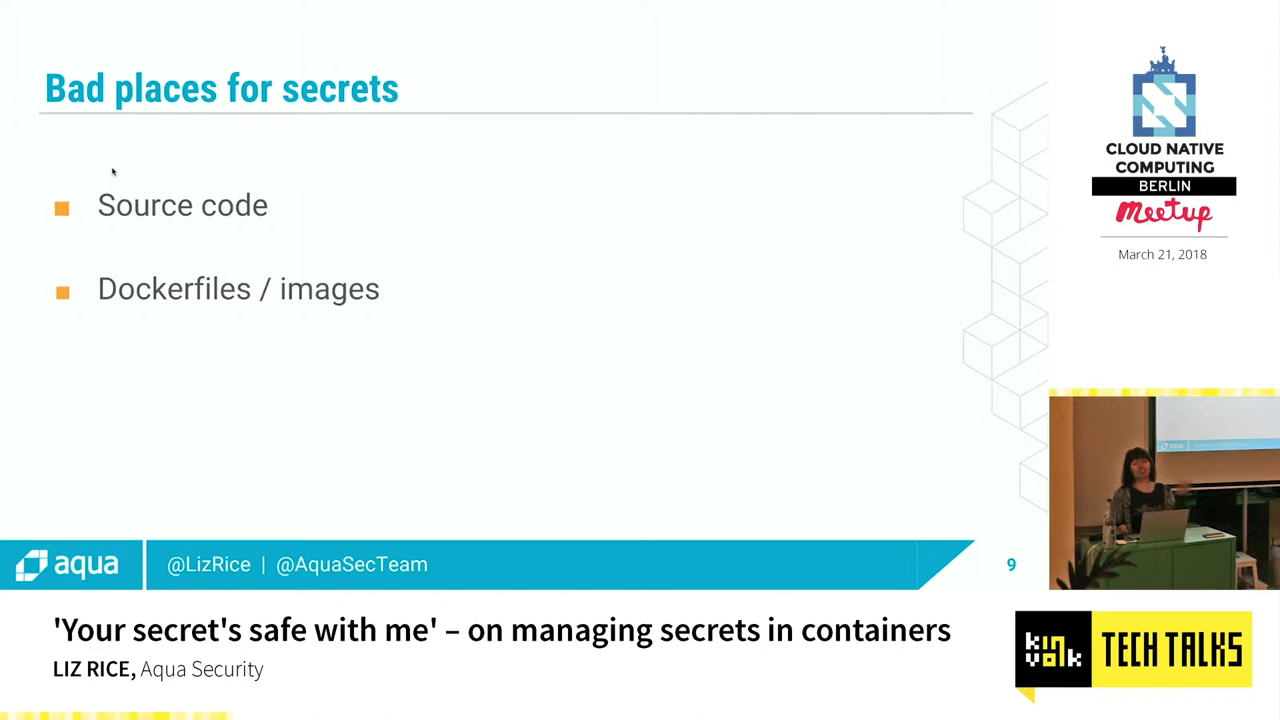 Bad places for secrets
Source code
Dockerfiles / images
aqua
@LizRice | @AquaSecTeam
9
CLOUD NATIVE
COMPUTING
BERLIN
meetup
March 21, 2018
aqua
'Your secret's safe with me' – on managing secrets in containers
LIZ RICE, Aqua Security
kinvolk
TECH TALKS